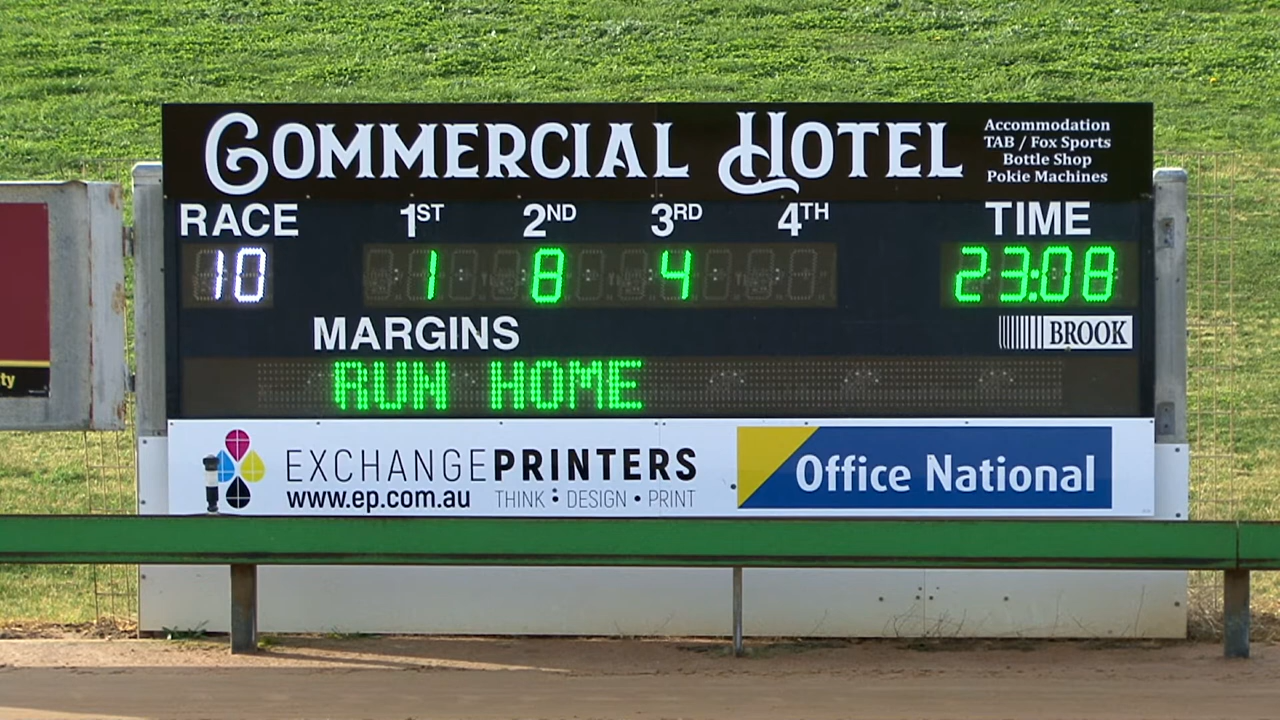 COMMERCIAL HOTEL
Accommodation
TAB / Fox Sports
Bottle Shop
Pokie Machines
RACE 1ST 2ND 3RD 4TH TIME
10 1 8 4 23:08
MARGINS
BROOK
RUN HOME
ty
EXCHANGEPRINTERS
www.ep.com.au THINK • DESIGN • PRINT
Office National